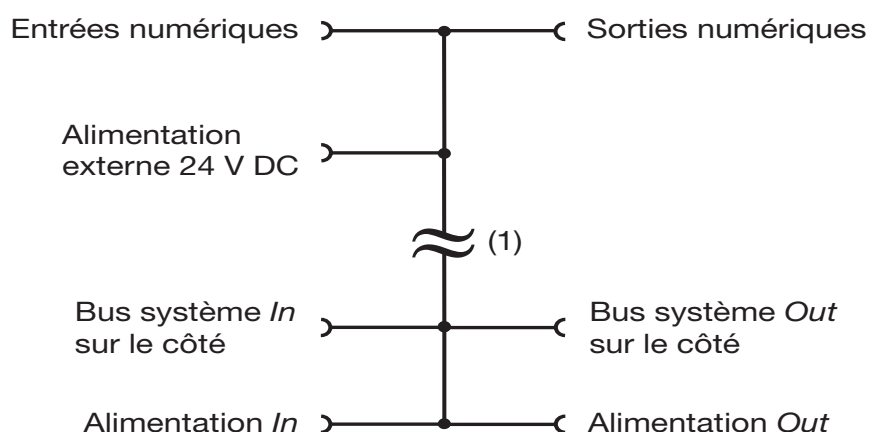 Entrées numériques
Sorties numériques
Alimentation
externe 24 V DC
(1)
Bus système In
sur le côté
Bus système Out
sur le côté
Alimentation In
Alimentation Out